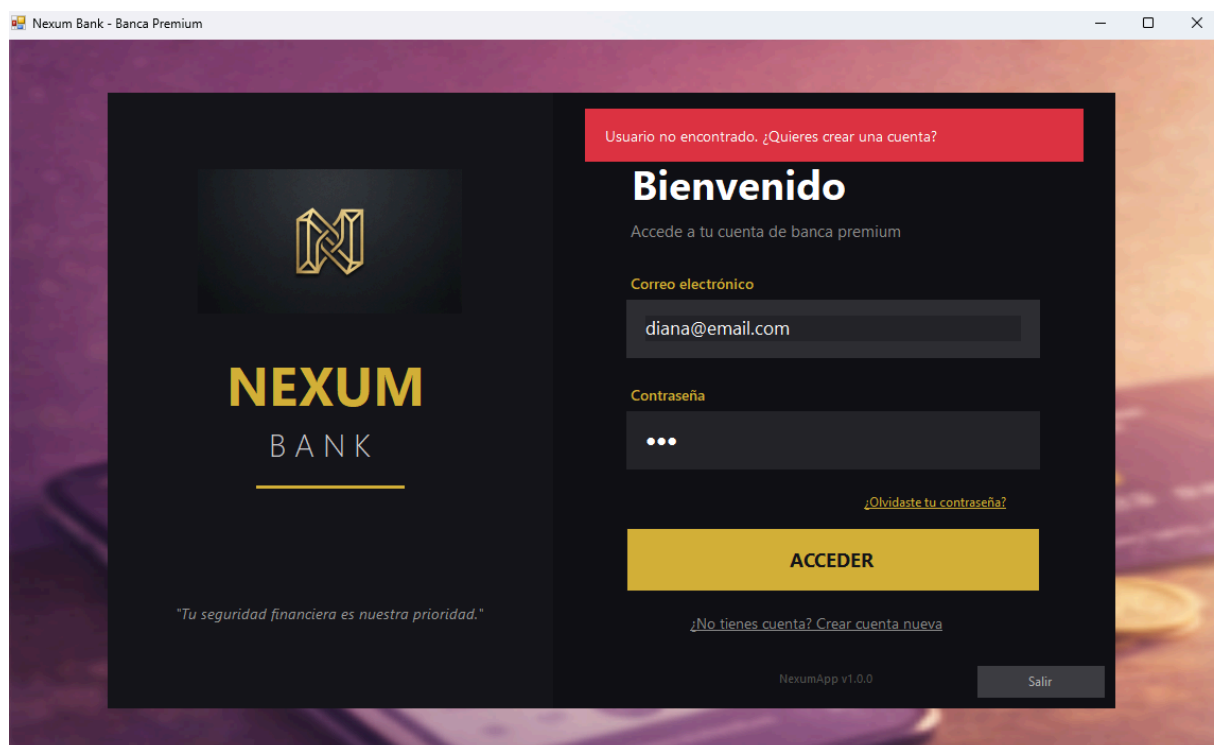 Nexum Bank - Banca Premium
NEXUM
BANK
"Tu seguridad financiera es nuestra prioridad."
Usuario no encontrado. ¿Quieres crear una cuenta?
Bienvenido
Accede a tu cuenta de banca premium
Correo electrónico
diana@email.com
Contraseña
•••
¿Olvidaste tu contraseña?
ACCEDER
¿No tienes cuenta? Crear cuenta nueva
NexumApp v1.0.0
Salir